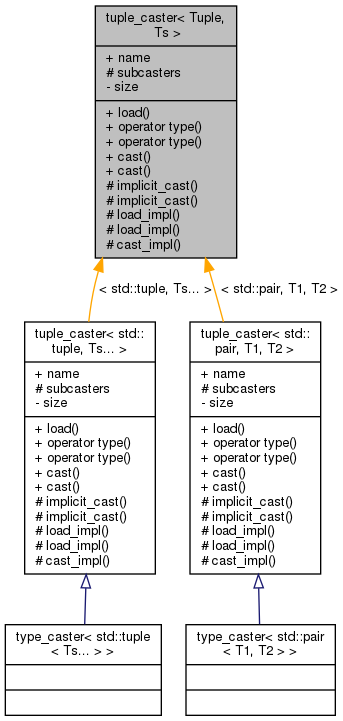 tuple_caster< Tuple,
Ts >
+ name
# subcasters
- size
+ load()
+ operator type()
+ operator type()
+ cast()
+ cast()
# implicit_cast()
# implicit_cast()
# load_impl()
# load_impl()
# cast_impl()
< std::tuple, Ts... >
< std::pair, T1, T2 >
tuple_caster< std::
tuple, Ts... >
+ name
# subcasters
- size
+ load()
+ operator type()
+ operator type()
+ cast()
+ cast()
# implicit_cast()
# implicit_cast()
# load_impl()
# load_impl()
# cast_impl()
tuple_caster< std::
pair, T1, T2 >
+ name
# subcasters
- size
+ load()
+ operator type()
+ operator type()
+ cast()
+ cast()
# implicit_cast()
# implicit_cast()
# load_impl()
# load_impl()
# cast_impl()
type_caster< std::tuple
< Ts... > >
type_caster< std::pair
< T1, T2 > >